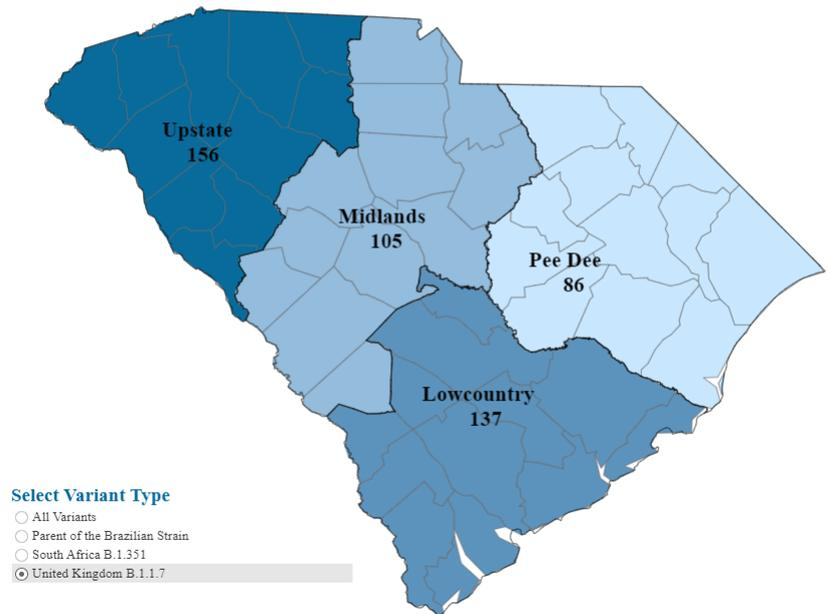 Upstate
156
Midlands
105
Pee Dee
86
Lowcountry
137
Select Variant Type
All Variants
Parent of the Brazilian Strain
South Africa B.1.351
United Kingdom B.1.1.7